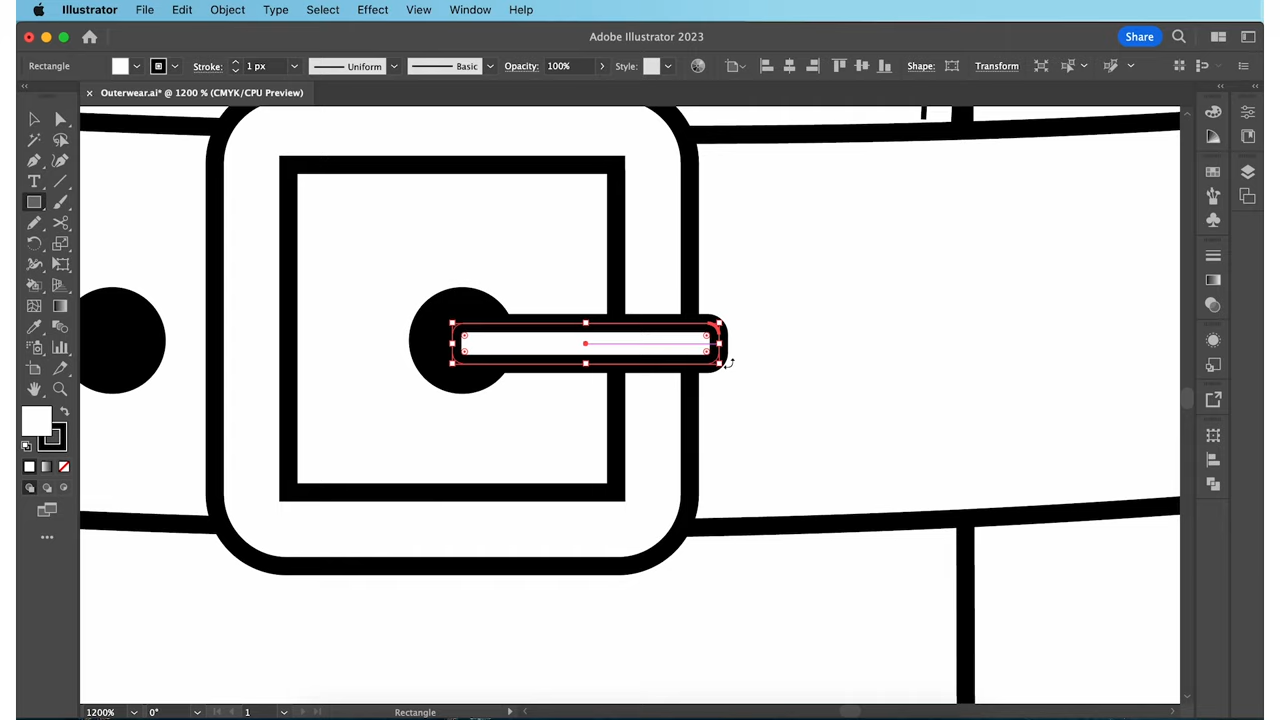 Illustrator File Edit Object Type Select Effect View Window Help
Adobe Illustrator 2023
Share
Rectangle
Stroke: 1 px Uniform Basic Opacity: 100% Style: Shape: Transform
Outerwear.ai* @ 1200 % (CMYK/CPU Preview)
1200% 0° 1 Rectangle